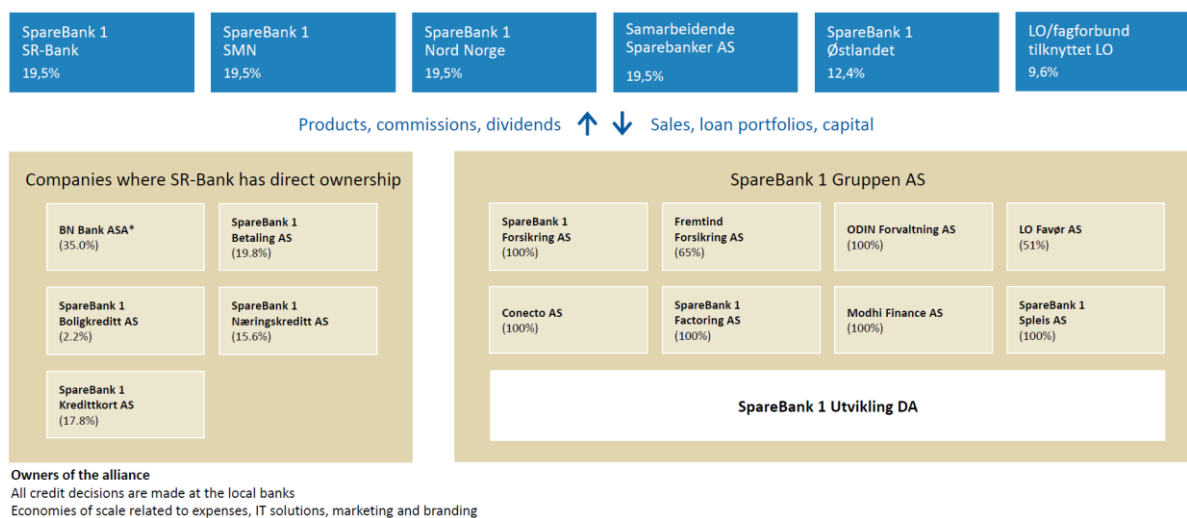 SpareBank 1
SR-Bank
19,5%
SpareBank 1
SMN
19,5%
SpareBank 1
Nord Norge
19,5%
Samarbeidende
Sparebanker AS
19,5%
SpareBank 1
Østlandet
12,4%
LO/fagforbund
tilknyttet LO
9,6%
Products, commissions, dividends
Sales, loan portfolios, capital
Companies where SR-Bank has direct ownership
BN Bank ASA*
(35.0%)
SpareBank 1
Betaling AS
(19.8%)
SpareBank 1
Boligkreditt AS
(2.2%)
SpareBank 1
Næringskreditt AS
(15.6%)
SpareBank 1
Kredittkort AS
(17.8%)
SpareBank 1 Gruppen AS
SpareBank 1
Forsikring AS
(100%)
Fremtind
Forsikring AS
(65%)
ODIN Forvaltning AS
(100%)
LO Favør AS
(51%)
Conecto AS
(100%)
SpareBank 1
Factoring AS
(100%)
Modhi Finance AS
(100%)
SpareBank 1
Spleis AS
(100%)
SpareBank 1 Utvikling DA
Owners of the alliance
All credit decisions are made at the local banks
Economies of scale related to expenses, IT solutions, marketing and branding